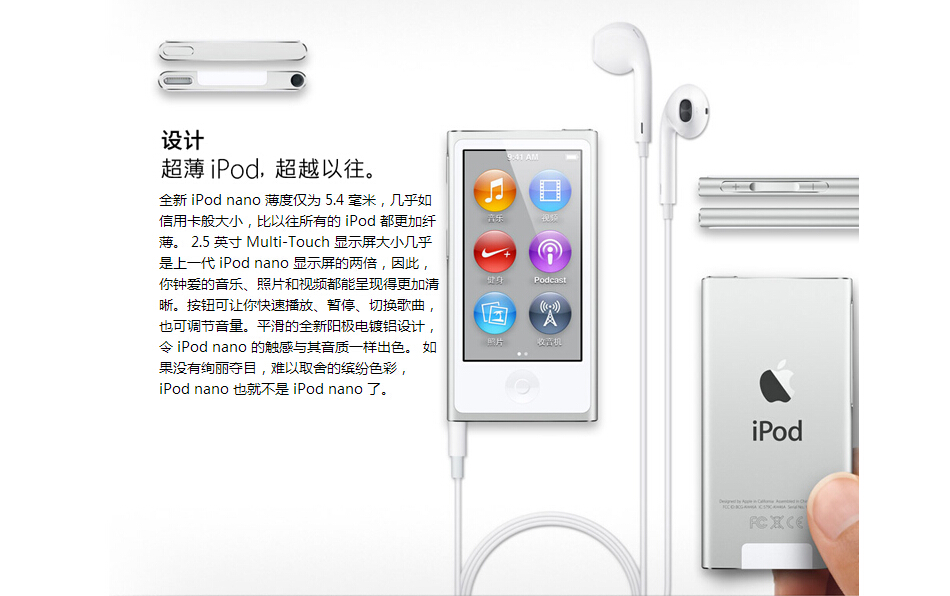 设计
超薄 iPod, 超越以往。
全新 iPod nano 薄度仅为 5.4 毫米，几乎如
信用卡般大小，比以往所有的 iPod 都更加纤
薄。 2.5 英寸 Multi-Touch 显示屏大小几乎
是上一代 iPod nano 显示屏的两倍，因此，
你钟爱的音乐、照片和视频都能呈现得更加清
晰。按钮可让你快速播放、暂停、切换歌曲，
也可调节音量。平滑的全新阳极电镀铝设计，
令 iPod nano 的触感与其音质一样出色。 如
果没有绚丽夺目，难以取舍的缤纷色彩，
iPod nano 也就不是 iPod nano 了。
9:41 AM
音乐 视频
健身 Podcast
照片 收音机
iPod
Designed by Apple in California. Assembled in